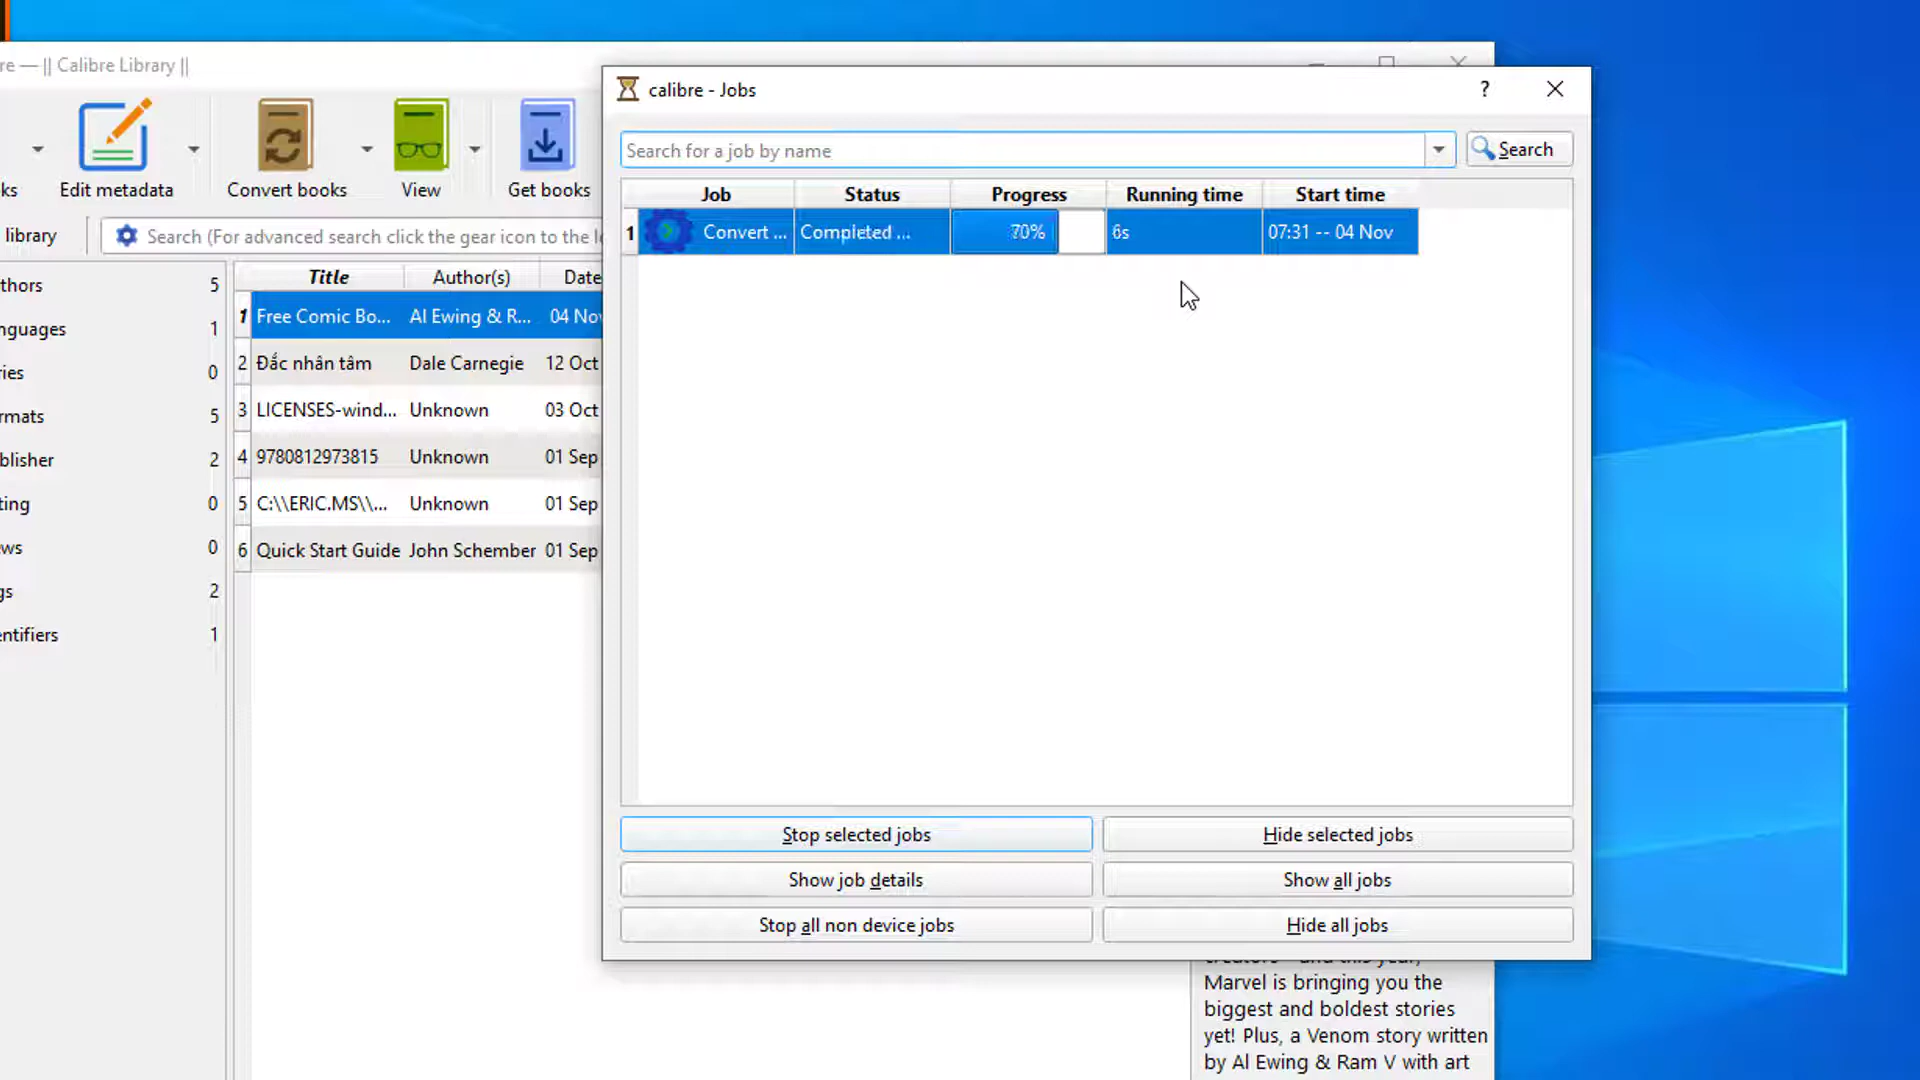 re — || Calibre Library ||
ks
Edit metadata
Convert books
View
Get books
library
Search (For advanced search click the gear icon to the l
thors 5
nguages 1
ries 0
rmats 5
blisher 2
ting 0
ws 0
gs 2
entifiers 1
Title Author(s) Date
1 Free Comic Bo... Al Ewing & R... 04 Nov
2 Đắc nhân tâm Dale Carnegie 12 Oct
3 LICENSES-wind... Unknown 03 Oct
4 9780812973815 Unknown 01 Sep
5 C:\\ERIC.MS\\... Unknown 01 Sep
6 Quick Start Guide John Schember 01 Sep
calibre - Jobs
?
Search for a job by name
Search
Job Status Progress Running time Start time
1 Convert ... Completed ... 70% 6s 07:31 -- 04 Nov
Stop selected jobs
Hide selected jobs
Show job details
Show all jobs
Stop all non device jobs
Hide all jobs
creators - and this year,
Marvel is bringing you the
biggest and boldest stories
yet! Plus, a Venom story written
by Al Ewing & Ram V with art